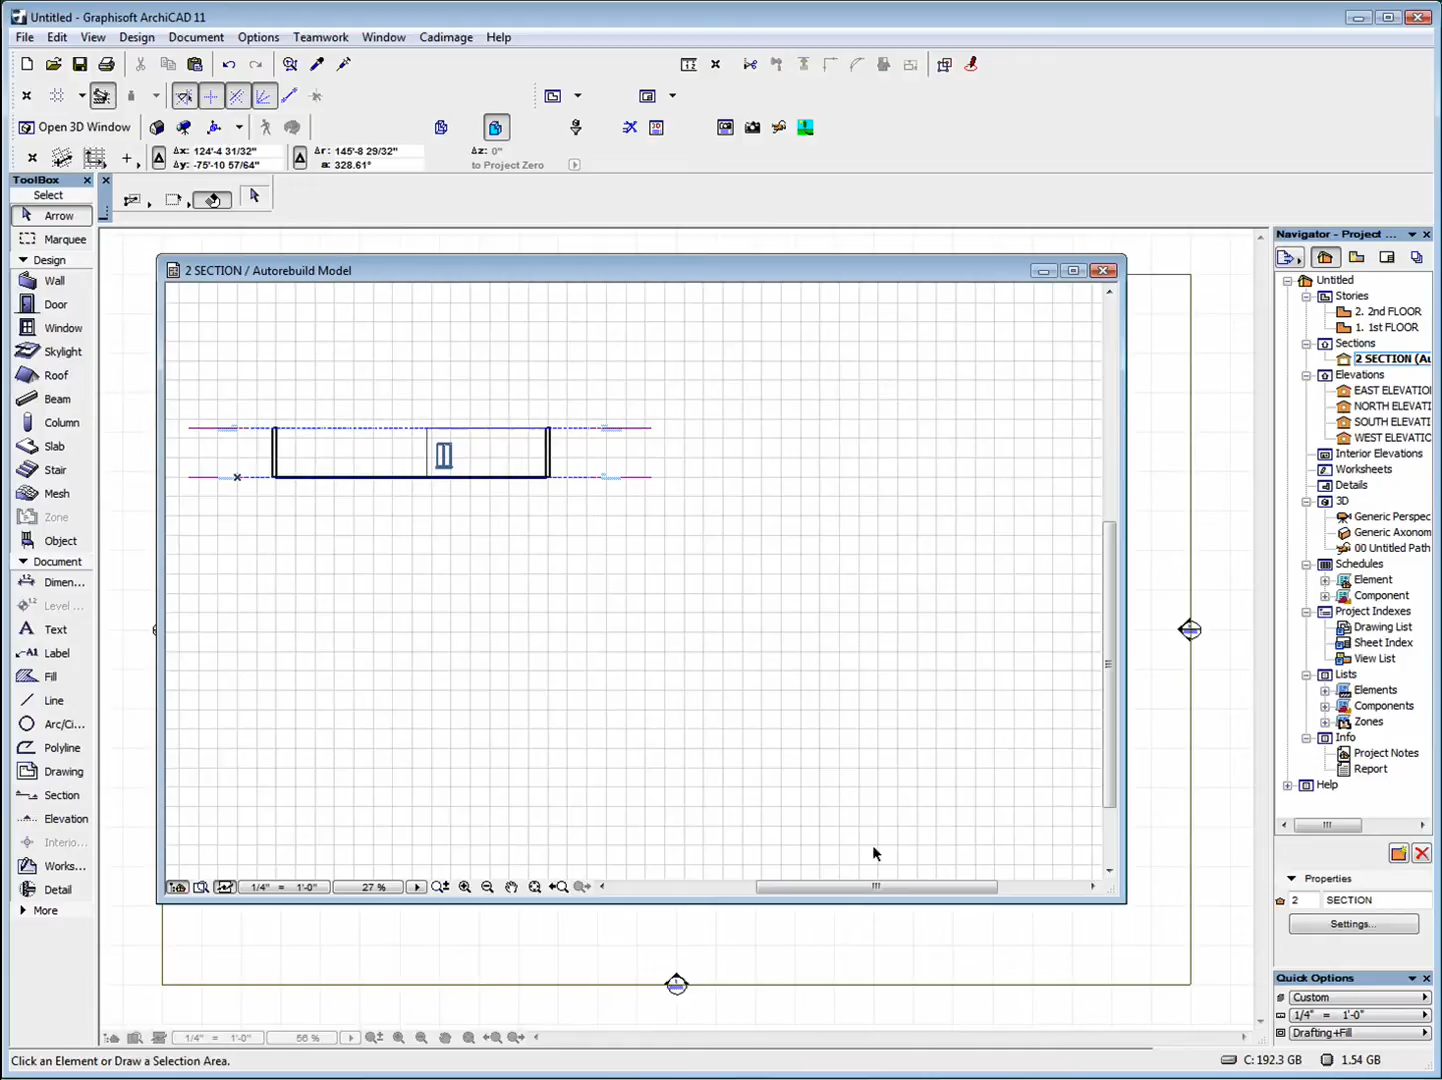 Untitled - Graphisoft ArchiCAD 11
File Edit View Design Document Options Teamwork Window Cadimage Help
Open 3D Window
Δx: 124'-4 31/32" Δr: 145'-8 29/32" Δz: 0"
Δy: -75'-10 57/64" a: 328.61° to Project Zero
ToolBox
Select
Arrow
Marquee
Design
Wall
Door
Window
Skylight
Roof
Beam
Column
Slab
Stair
Mesh
Zone
Object
Document
Dimen...
Level ...
Text
Label
Fill
Line
Arc/Ci...
Polyline
Drawing
Section
Elevation
Interio...
Works...
Detail
More
2 SECTION / Autorebuild Model
1/4" = 1'-0" 27 %
1/4" = 1'-0" 56 %
Navigator - Project ...
Untitled
Stories
2. 2nd FLOOR
1. 1st FLOOR
Sections
2 SECTION (Au
Elevations
EAST ELEVATIO
NORTH ELEVATI
SOUTH ELEVATI
WEST ELEVATIO
Interior Elevations
Worksheets
Details
3D
Generic Perspec
Generic Axonom
00 Untitled Path
Schedules
Element
Component
Project Indexes
Drawing List
Sheet Index
View List
Lists
Elements
Components
Zones
Info
Project Notes
Report
Help
Properties
2 SECTION
Settings...
Quick Options
Custom
1/4" = 1'-0"
Drafting+Fill
Click an Element or Draw a Selection Area.
C: 192.3 GB 1.54 GB